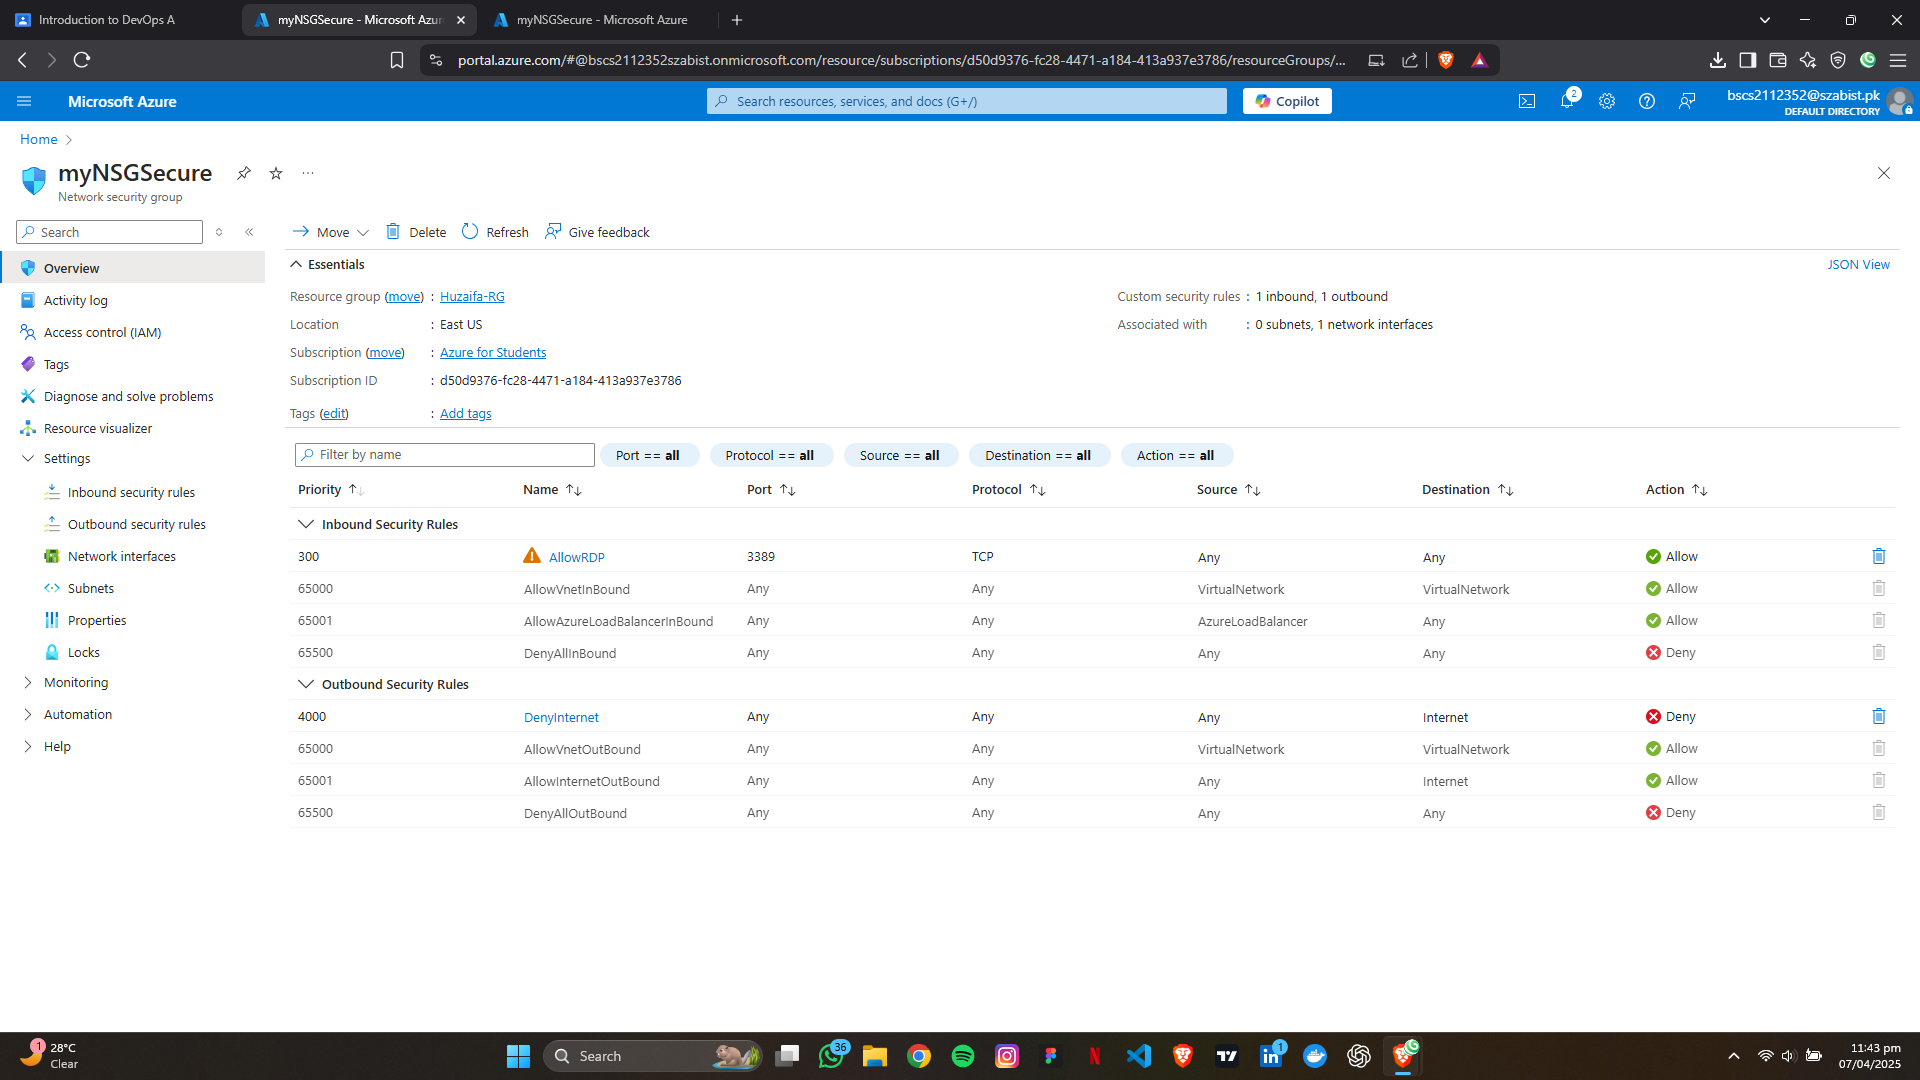 Introduction to DevOps A
myNSGSecure - Microsoft Azur
myNSGSecure - Microsoft Azure
portal.azure.com/#@bscs2112352szabist.onmicrosoft.com/resource/subscriptions/d50d9376-fc28-4471-a184-413a937e3786/resourceGroups/...
Microsoft Azure
Search resources, services, and docs (G+/)
Copilot
2
bscs2112352@szabist.pk
DEFAULT DIRECTORY
Home
myNSGSecure
Network security group
Search
Move
Delete
Refresh
Give feedback
Overview
Activity log
Access control (IAM)
Tags
Diagnose and solve problems
Resource visualizer
Settings
Inbound security rules
Outbound security rules
Network interfaces
Subnets
Properties
Locks
Monitoring
Automation
Help
Essentials
JSON View
Resource group (move) : Huzaifa-RG
Location : East US
Subscription (move) : Azure for Students
Subscription ID : d50d9376-fc28-4471-a184-413a937e3786
Tags (edit) : Add tags
Custom security rules : 1 inbound, 1 outbound
Associated with : 0 subnets, 1 network interfaces
Filter by name
Port == all
Protocol == all
Source == all
Destination == all
Action == all
Priority Name Port Protocol Source Destination Action
Inbound Security Rules
300 AllowRDP 3389 TCP Any Any Allow
65000 AllowVnetInBound Any Any VirtualNetwork VirtualNetwork Allow
65001 AllowAzureLoadBalancerInBound Any Any AzureLoadBalancer Any Allow
65500 DenyAllInBound Any Any Any Any Deny
Outbound Security Rules
4000 DenyInternet Any Any Any Internet Deny
65000 AllowVnetOutBound Any Any VirtualNetwork VirtualNetwork Allow
65001 AllowInternetOutBound Any Any Any Internet Allow
65500 DenyAllOutBound Any Any Any Any Deny
1
28°C
Clear
Search
36
1
11:43 pm
07/04/2025